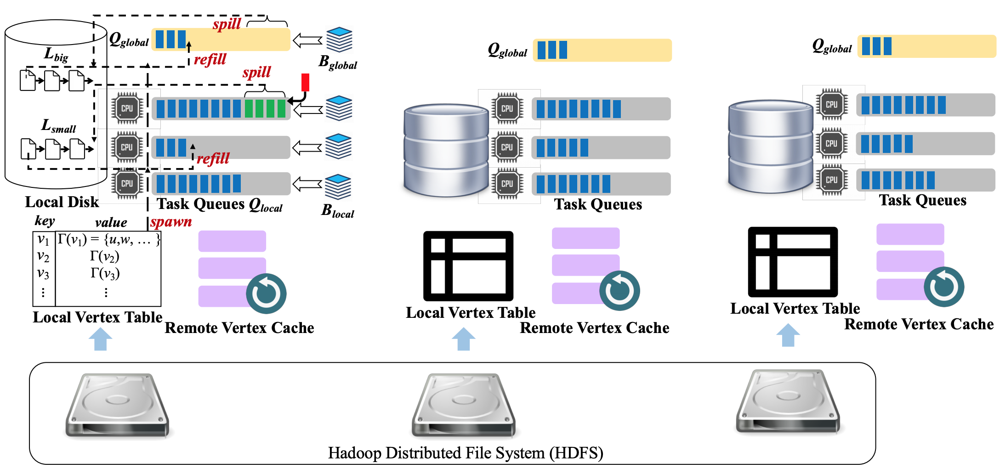 spill
Q_global
L_big
refill
B_global
spill
CPU
L_small
CPU
refill
CPU
Local Disk
Task Queues Q_local
B_local
key value
spawn
v_1 Γ(v_1) = {u,w, … }
v_2 Γ(v_2)
v_3 Γ(v_3)
⋮ ⋮
Local Vertex Table
Remote Vertex Cache
Q_global
CPU
CPU
CPU
Task Queues
Local Vertex Table
Remote Vertex Cache
Q_global
CPU
CPU
CPU
Task Queues
Local Vertex Table
Remote Vertex Cache
Hadoop Distributed File System (HDFS)